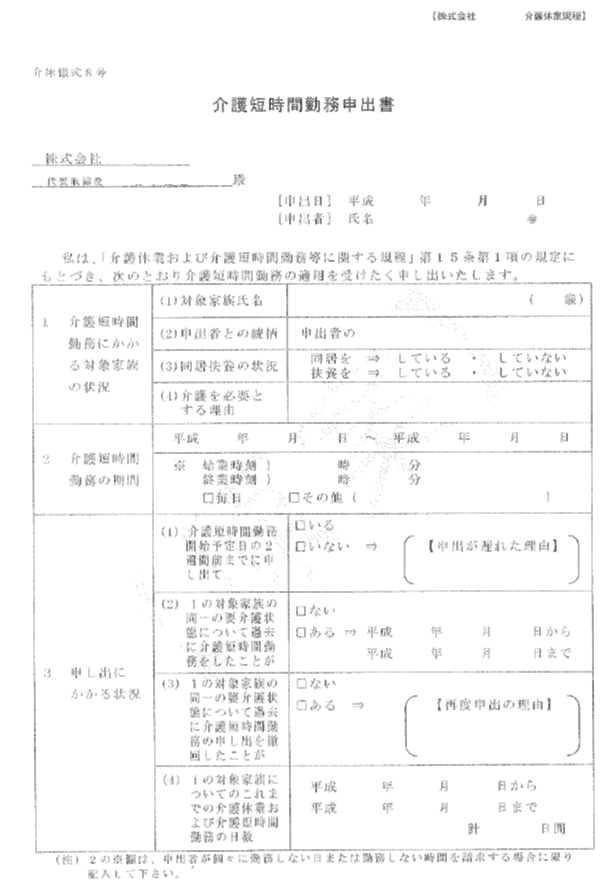 【株式会社　　　介護休業規程】
介休様式8号
介護短時間勤務申出書
株式会社
代表取締役　　　殿
[申出日]　平成　　年　　月　　日
[申出者]　氏名　　　㊞
私は、「介護休業および介護短時間勤務等に関する規程」第15条第1項の規定に
もとづき、次のとおり介護短時間勤務の適用を受けたく申し出いたします。
1　介護短時間
勤務にかか
る対象家族
の状況
(1)対象家族氏名　　　（　　歳）
(2)申出者との続柄　申出者の
(3)同居扶養の状況　同居を　⇒　している　・　していない
扶養を　⇒　している　・　していない
(4)介護を必要と
する理由
2　介護短時間
勤務の期間
平成　　年　　月　　日　～　平成　　年　　月　　日
※　始業時刻）　　時　　分
終業時刻）　　時　　分
□毎日　　□その他（　　　）
3　申し出に
かかる状況
(1)　介護短時間勤務
開始予定日の2
週間前までに申
し出て
□いる
□いない　⇒　【申出が遅れた理由】
(2)　1の対象家族の
同一の要介護状
態について過去
に介護短時間勤
務をしたことが
□ない
□ある　⇒　平成　　年　　月　　日から
平成　　年　　月　　日まで
(3)　1の対象家族の
同一の要介護状
態について過去
に介護短時間勤
務の申し出を撤
回したことが
□ない
□ある　⇒　【再度申出の理由】
(4)　1の対象家族に
ついてのこれま
での介護休業お
よび介護短時間
勤務の日数
平成　　年　　月　　日から
平成　　年　　月　　日まで
計　　日間
(注)　2の※欄は、申出者が個々に勤務しない日または勤務しない時間を請求する場合に限り
記入して下さい。